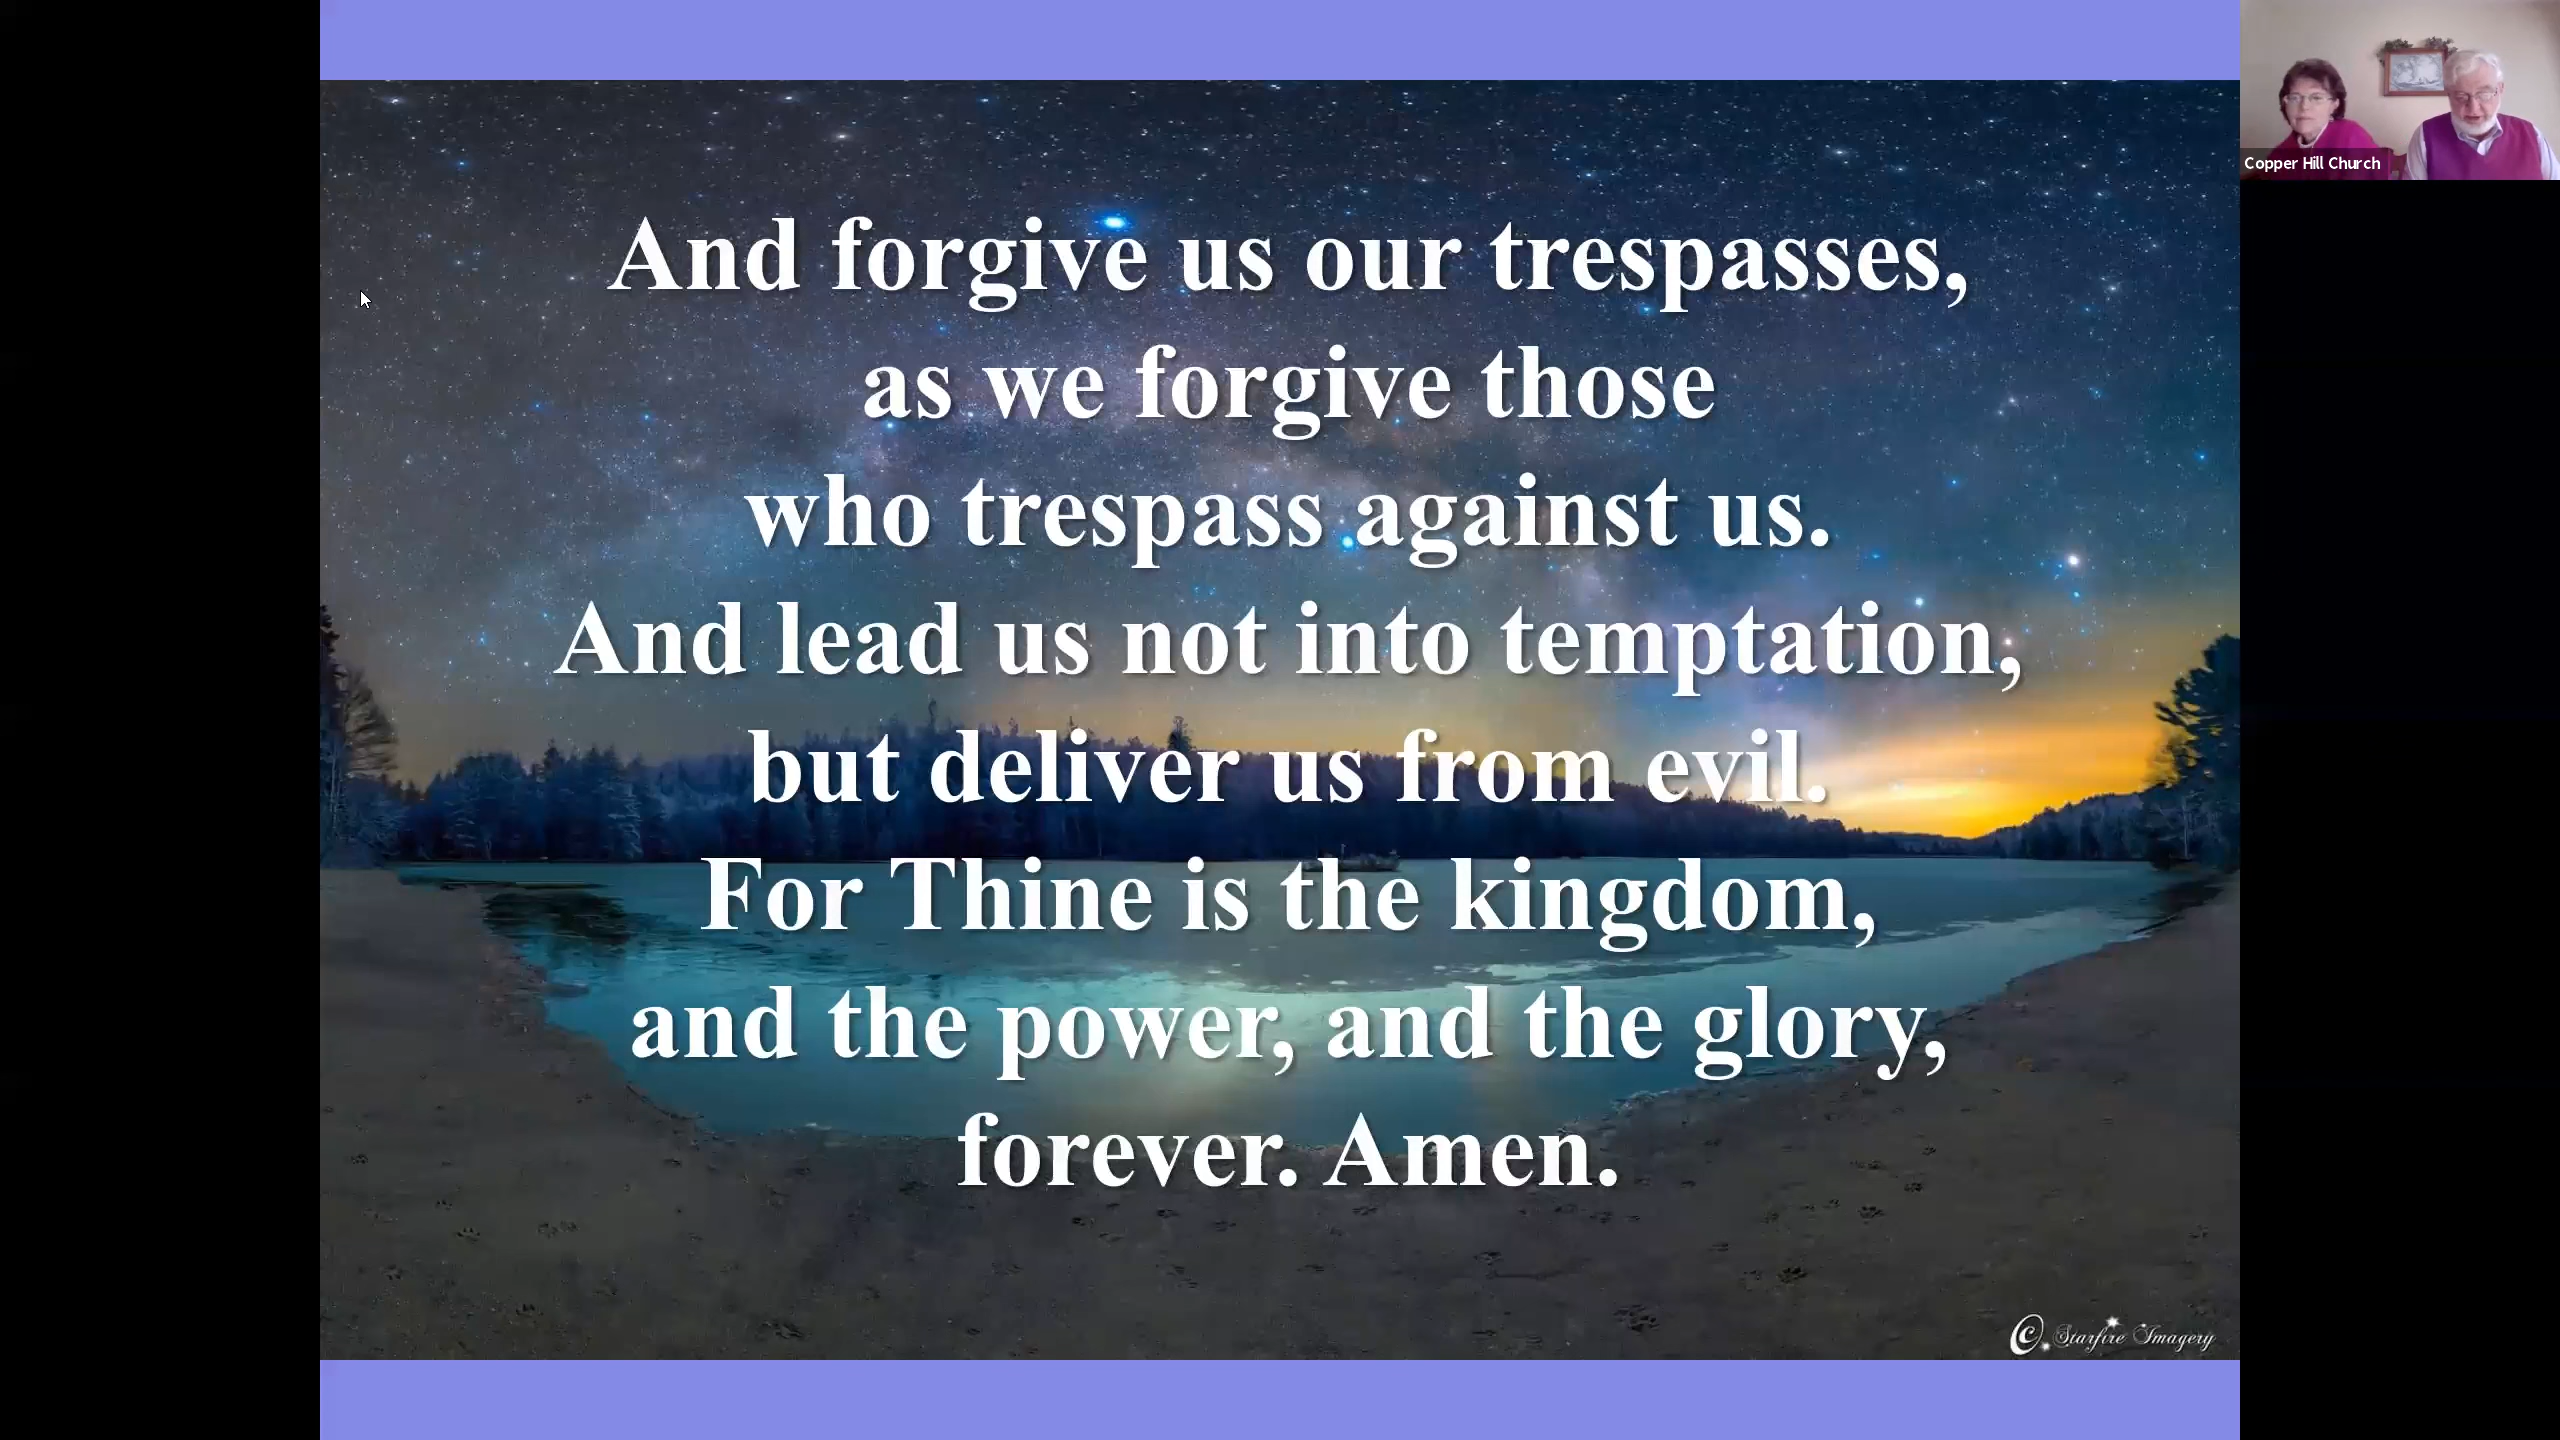 Copper Hill Church
And forgive us our trespasses,
as we forgive those
who trespass against us.
And lead us not into temptation,
but deliver us from evil.
For Thine is the kingdom,
and the power, and the glory,
forever. Amen.
© Starfire Imagery